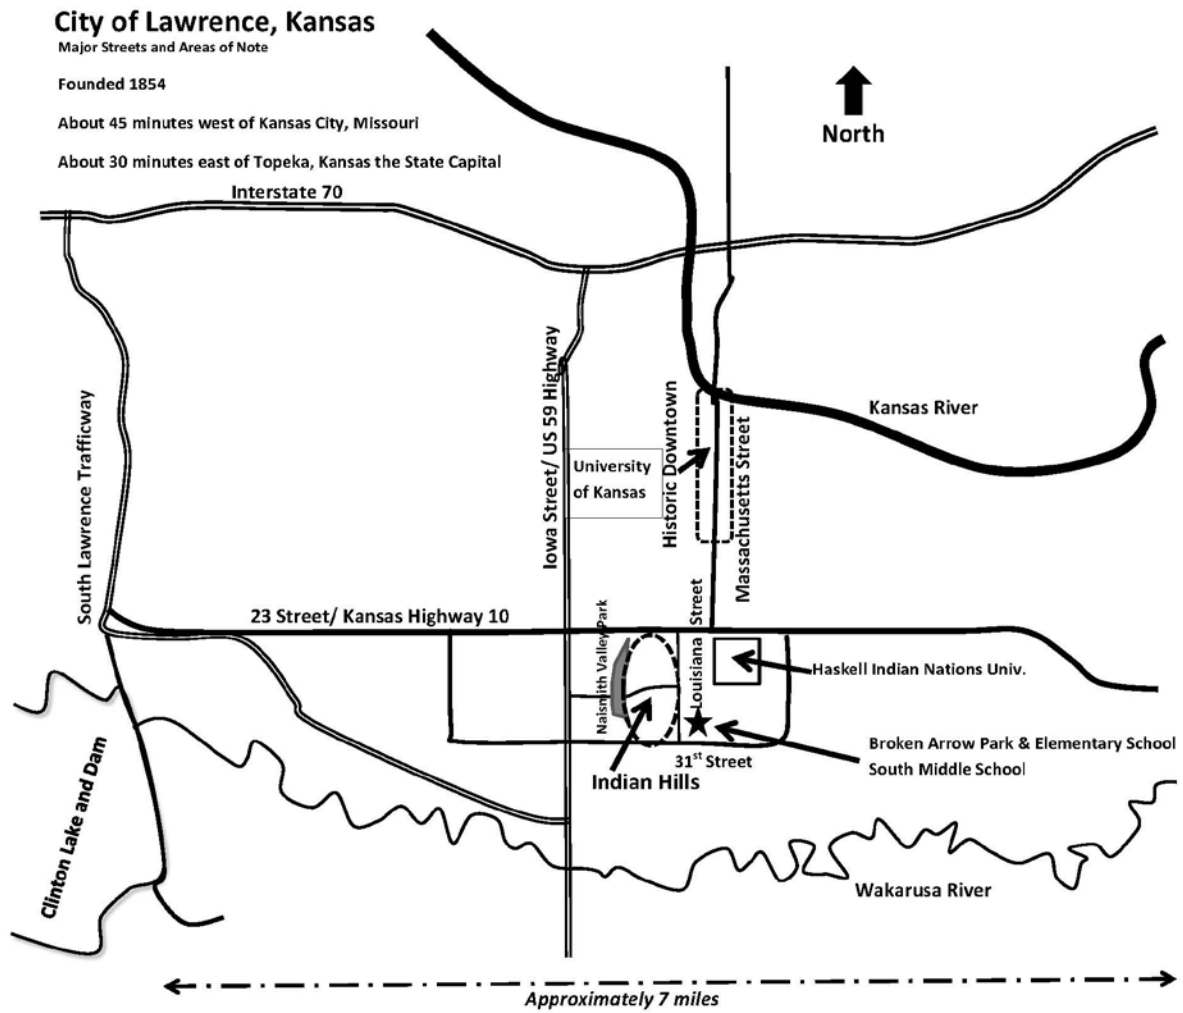 City of Lawrence, Kansas
Major Streets and Areas of Note
Founded 1854
About 45 minutes west of Kansas City, Missouri
About 30 minutes east of Topeka, Kansas the State Capital
North
Interstate 70
South Lawrence Trafficway
Iowa Street/ US 59 Highway
University
of Kansas
Historic Downtown
Massachusetts Street
Kansas River
23 Street/ Kansas Highway 10
Naismith Valley Park
Louisiana Street
Haskell Indian Nations Univ.
Broken Arrow Park & Elementary School
South Middle School
31st Street
Indian Hills
Clinton Lake and Dam
Wakarusa River
Approximately 7 miles